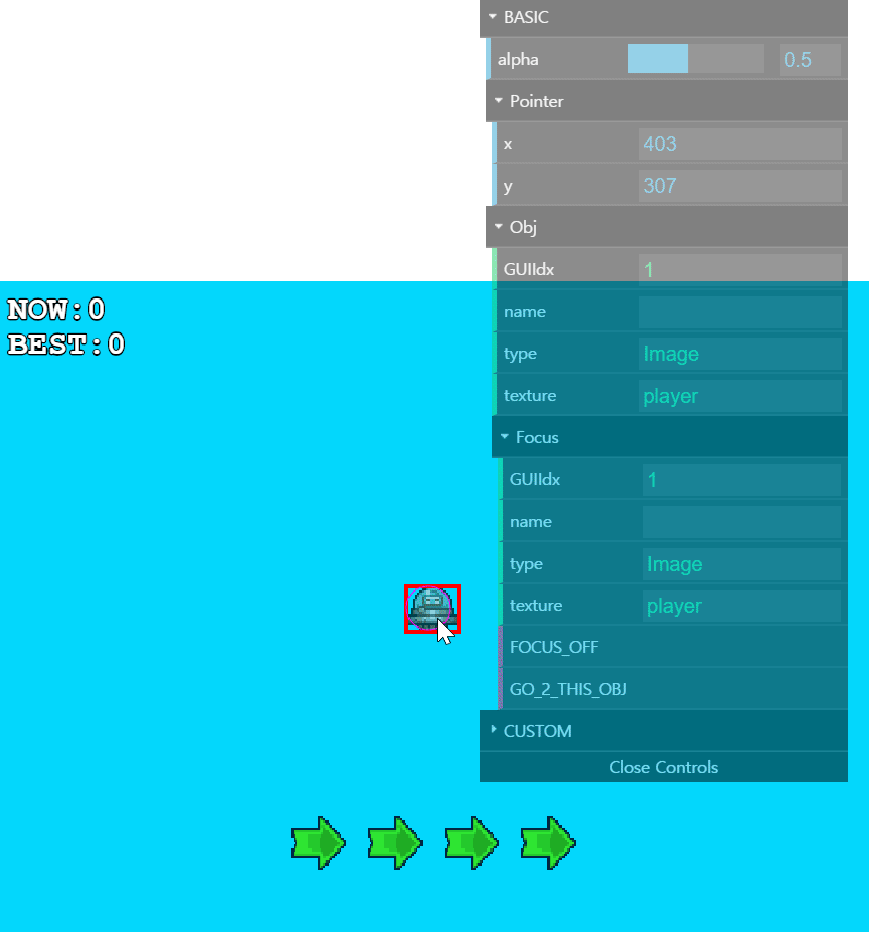 BASIC
alpha 0.5
Pointer
x 403
y 307
Obj
GUIIdx 1
NOW:0
name
BEST:0
type Image
texture player
Focus
GUIIdx 1
name
type Image
texture player
FOCUS_OFF
GO_2_THIS_OBJ
CUSTOM
Close Controls